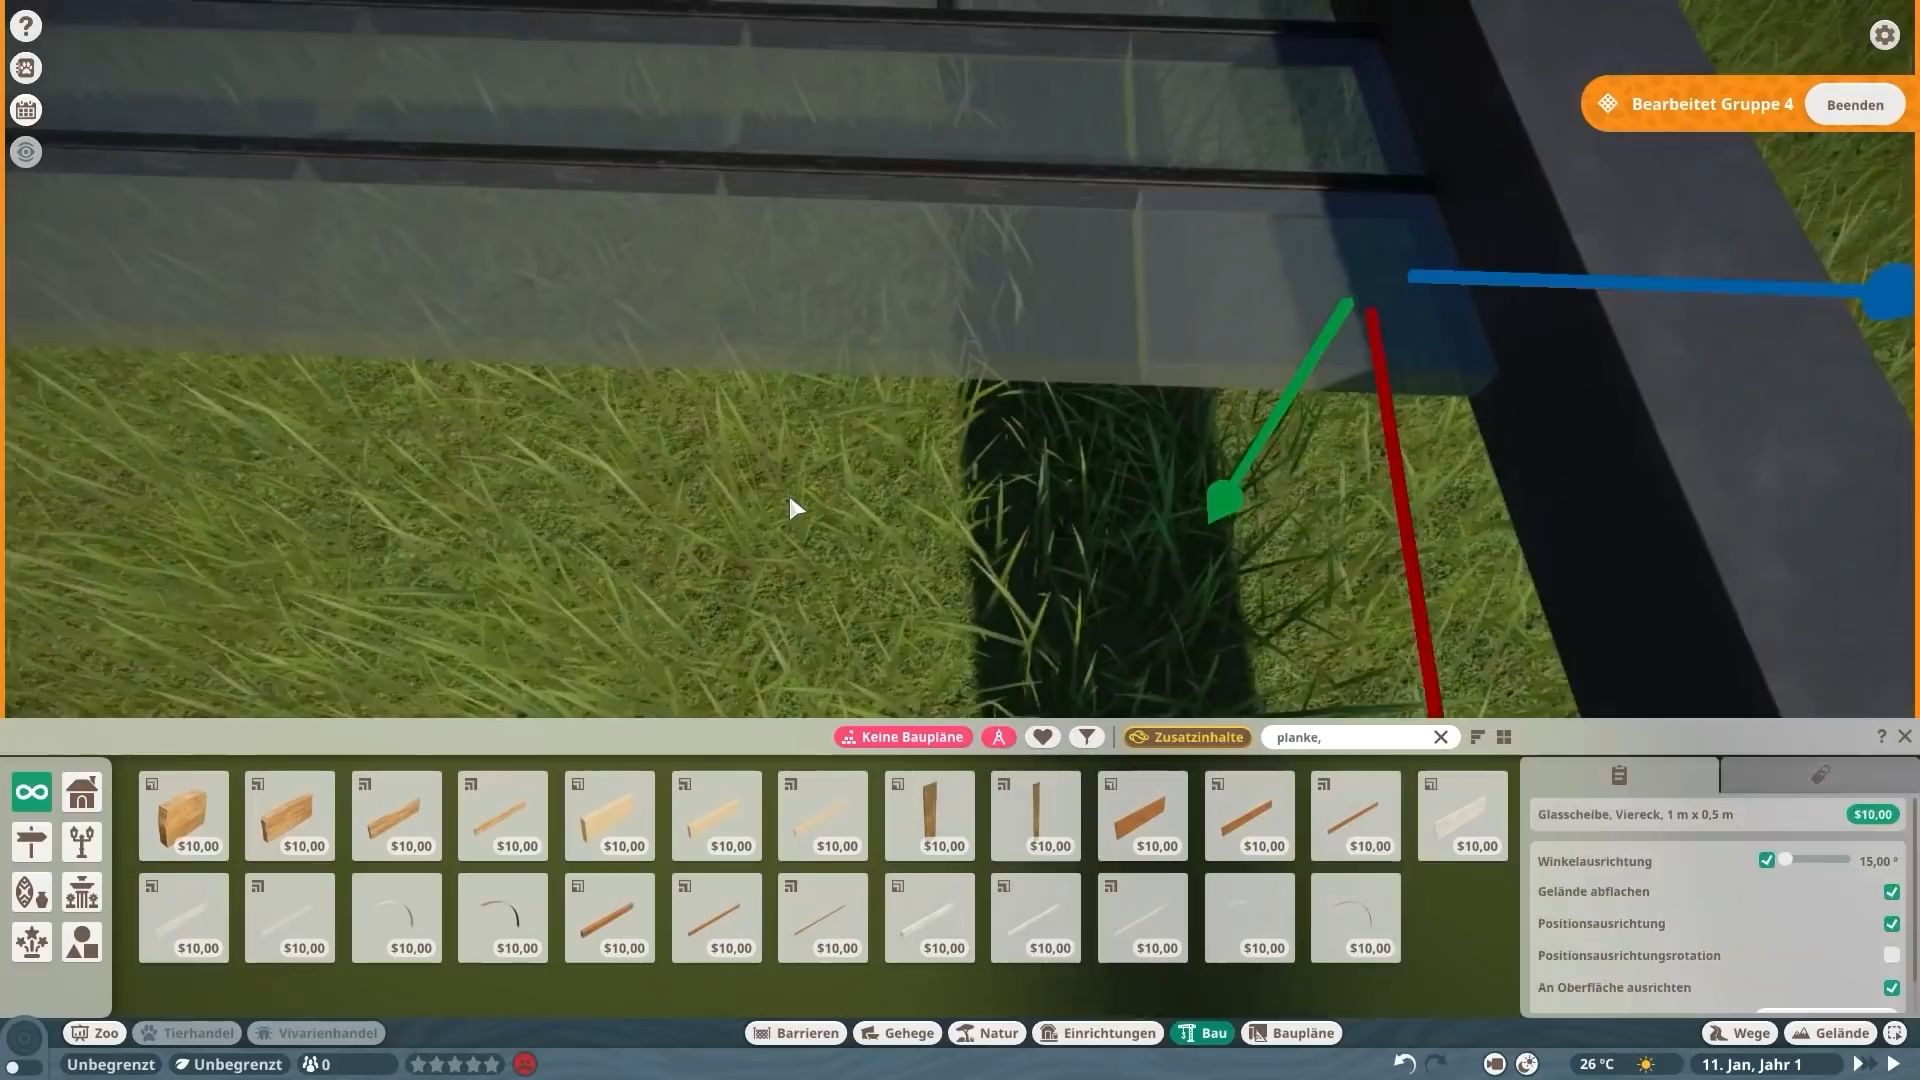 Bearbeitet Gruppe 4
Beenden
Keine Baupläne
Zusatzinhalte
planke,
?
$10,00 $10,00 $10,00 $10,00 $10,00 $10,00 $10,00 $10,00 $10,00 $10,00 $10,00 $10,00 $10,00
$10,00 $10,00 $10,00 $10,00 $10,00 $10,00 $10,00 $10,00 $10,00 $10,00 $10,00 $10,00
Glasscheibe, Viereck, 1 m x 0,5 m $10,00
Winkelausrichtung 15,00 °
Gelände abflachen
Positionsausrichtung
Positionsausrichtungsrotation
An Oberfläche ausrichten
Zoo Tierhandel Vivarienhandel Barrieren Gehege Natur Einrichtungen Bau Baupläne Wege Gelände
Unbegrenzt Unbegrenzt 0 26 °C 11. Jan, Jahr 1